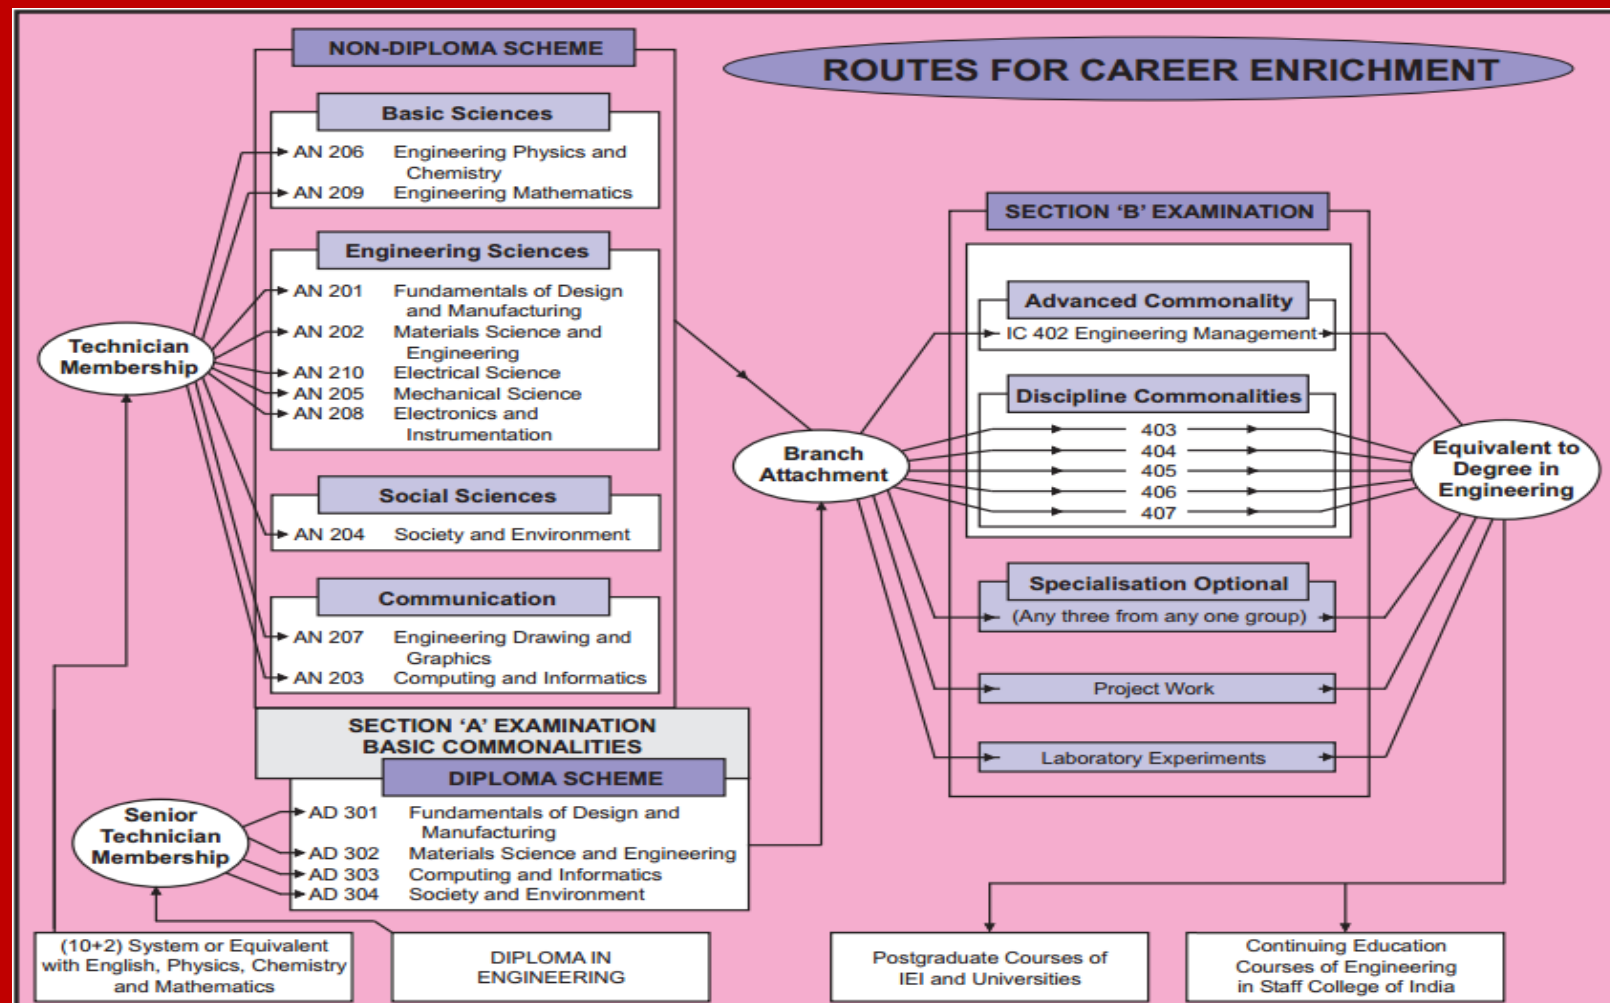 ROUTES FOR CAREER ENRICHMENT
NON-DIPLOMA SCHEME
Basic Sciences
AN 206 Engineering Physics and
Chemistry
AN 209 Engineering Mathematics
Engineering Sciences
AN 201 Fundamentals of Design
and Manufacturing
AN 202 Materials Science and
Engineering
AN 210 Electrical Science
AN 205 Mechanical Science
AN 208 Electronics and
Instrumentation
Social Sciences
AN 204 Society and Environment
Communication
AN 207 Engineering Drawing and
Graphics
AN 203 Computing and Informatics
Technician
Membership
SECTION ‘A’ EXAMINATION
BASIC COMMONALITIES
DIPLOMA SCHEME
AD 301 Fundamentals of Design and
Manufacturing
AD 302 Materials Science and Engineering
AD 303 Computing and Informatics
AD 304 Society and Environment
Senior
Technician
Membership
(10+2) System or Equivalent
with English, Physics, Chemistry
and Mathematics
DIPLOMA IN
ENGINEERING
Branch
Attachment
SECTION ‘B’ EXAMINATION
Advanced Commonality
IC 402 Engineering Management
Discipline Commonalities
403
404
405
406
407
Specialisation Optional
(Any three from any one group)
Project Work
Laboratory Experiments
Equivalent to
Degree in
Engineering
Postgraduate Courses of
IEI and Universities
Continuing Education
Courses of Engineering
in Staff College of India